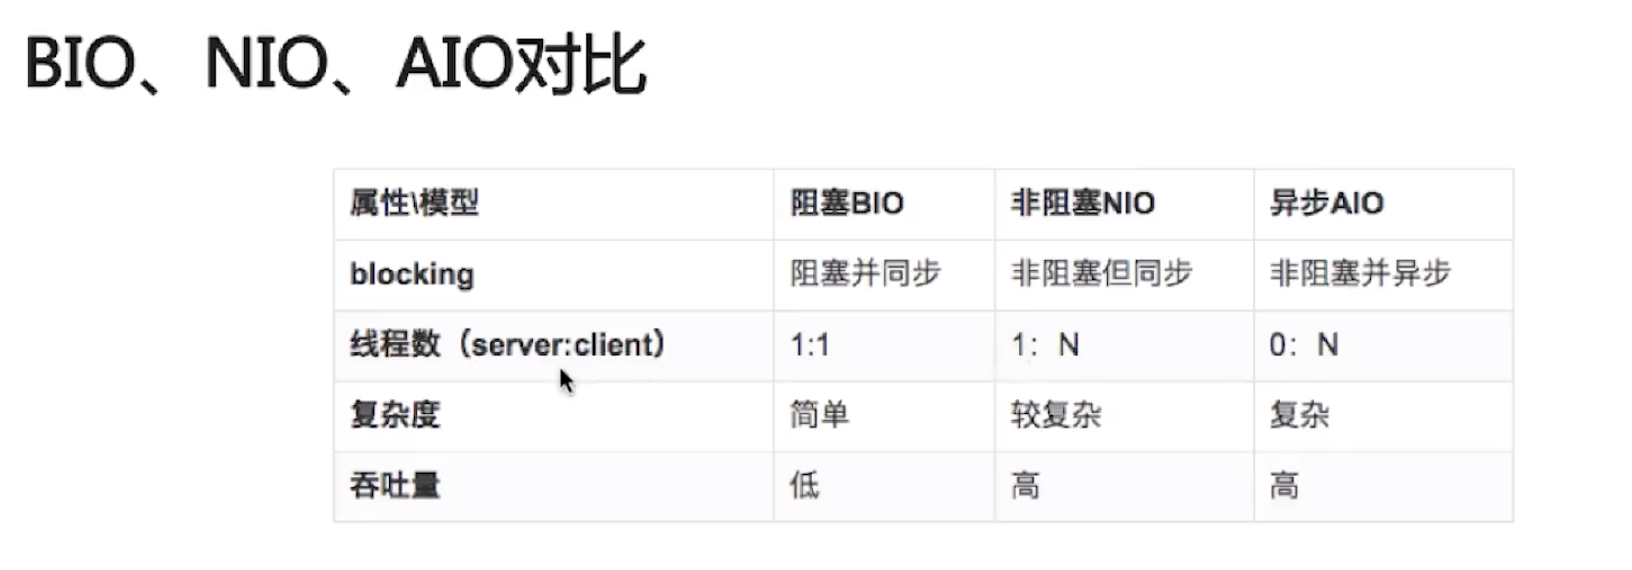 BIO、NIO、AIO对比
属性\模型 阻塞BIO 非阻塞NIO 异步AIO
blocking 阻塞并同步 非阻塞但同步 非阻塞并异步
线程数（server:client） 1:1 1：N 0：N
复杂度 简单 较复杂 复杂
吞吐量 低 高 高